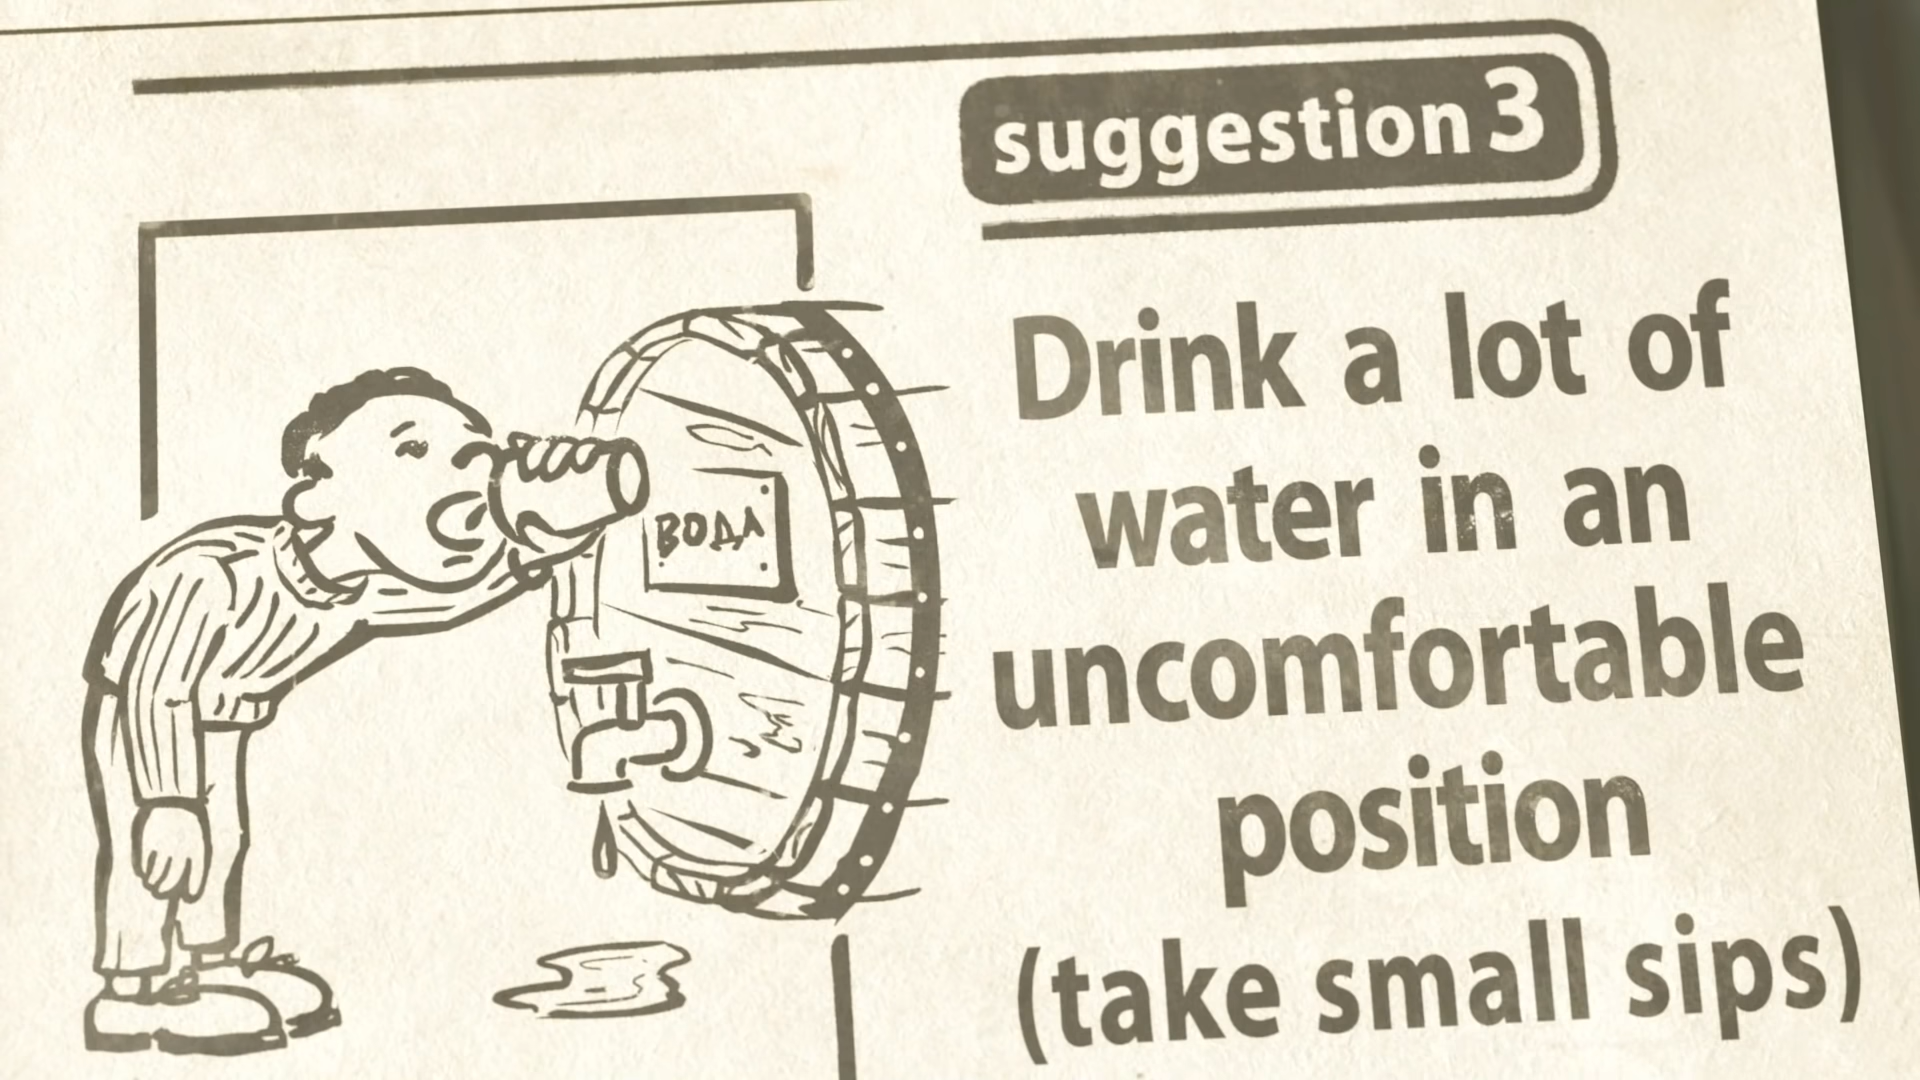 suggestion 3
Drink a lot of
water in an
uncomfortable
position
(take small sips)
вода